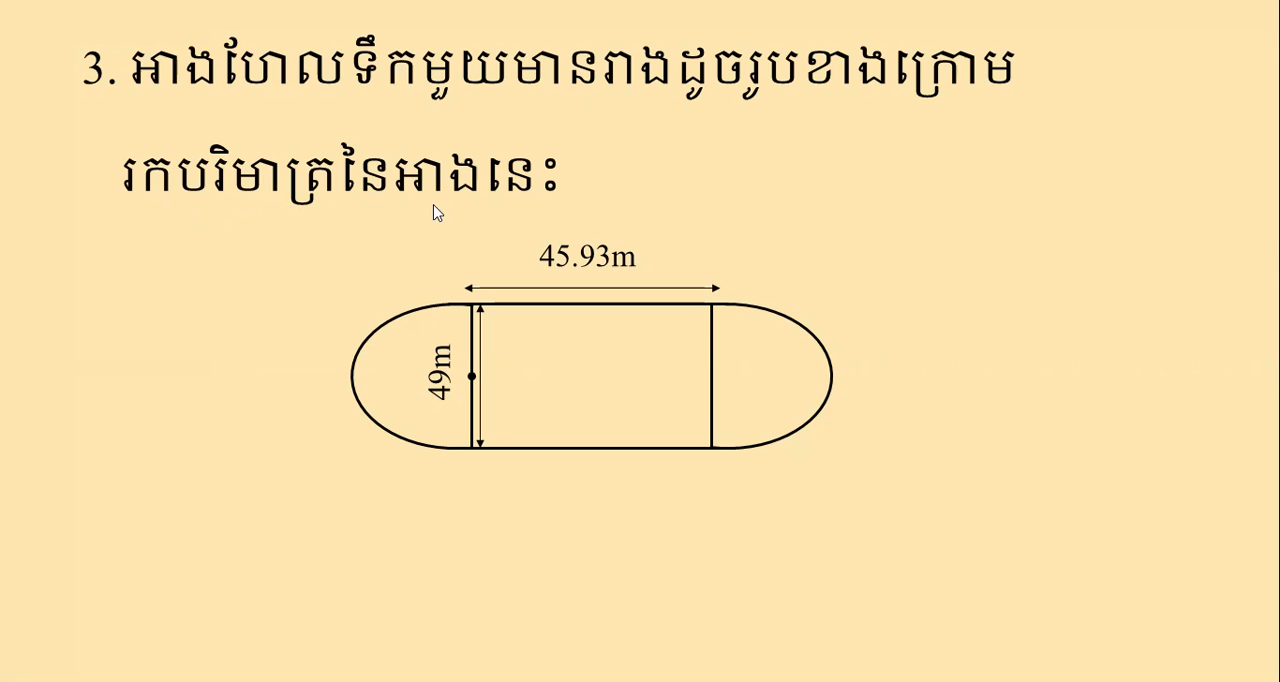 3. អាងហែលទឹកមួយមានរាងដូចរូបខាងក្រោម
រកបរិមាត្រនៃអាងនេះ
45.93m
49m